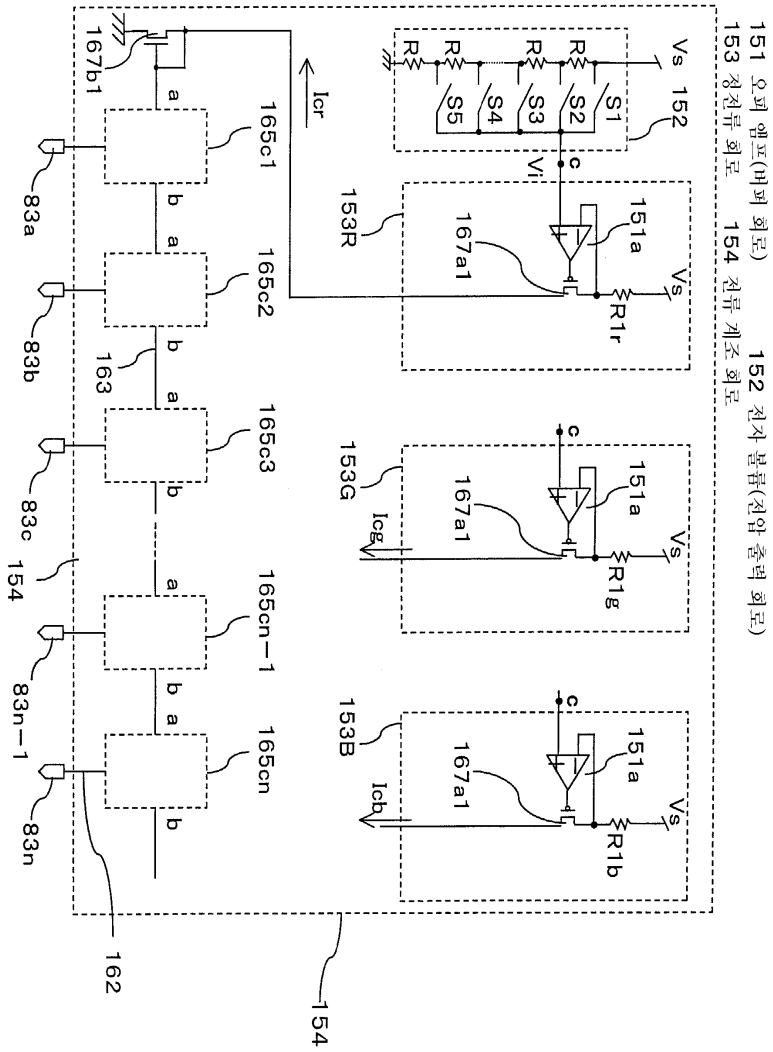 151 오피 앰프(버퍼 회로)  152 전자 볼륨(전압 출력 회로)
153 정전류 회로  154 전류 계조 회로
Vs
152
R
R
R
R
S1
S2
S3
S4
S5
c
Vi
153R
151a
167a1
Vs
R1r
c
153G
151a
167a1
Vs
R1g
Icg
c
153B
151a
167a1
Vs
R1b
Icb
Icr
167b1
a
165c1
b
83a
a
165c2
b
83b
163
a
165c3
b
83c
154
a
165cn-1
b
83n-1
a
165cn
b
83n
162
154